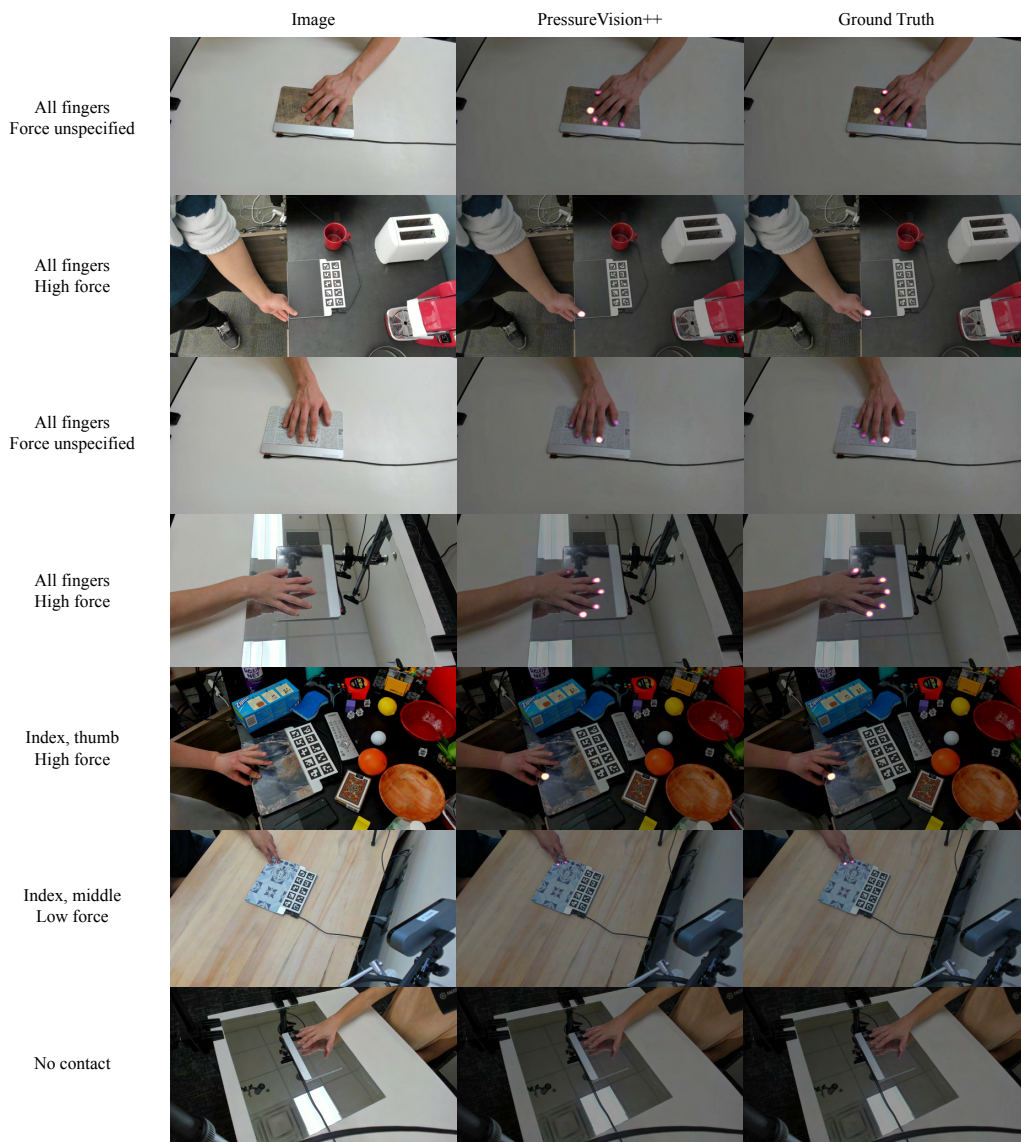 Image
PressureVision++
Ground Truth
All fingers
Force unspecified
All fingers
High force
All fingers
Force unspecified
All fingers
High force
Index, thumb
High force
Index, middle
Low force
No contact